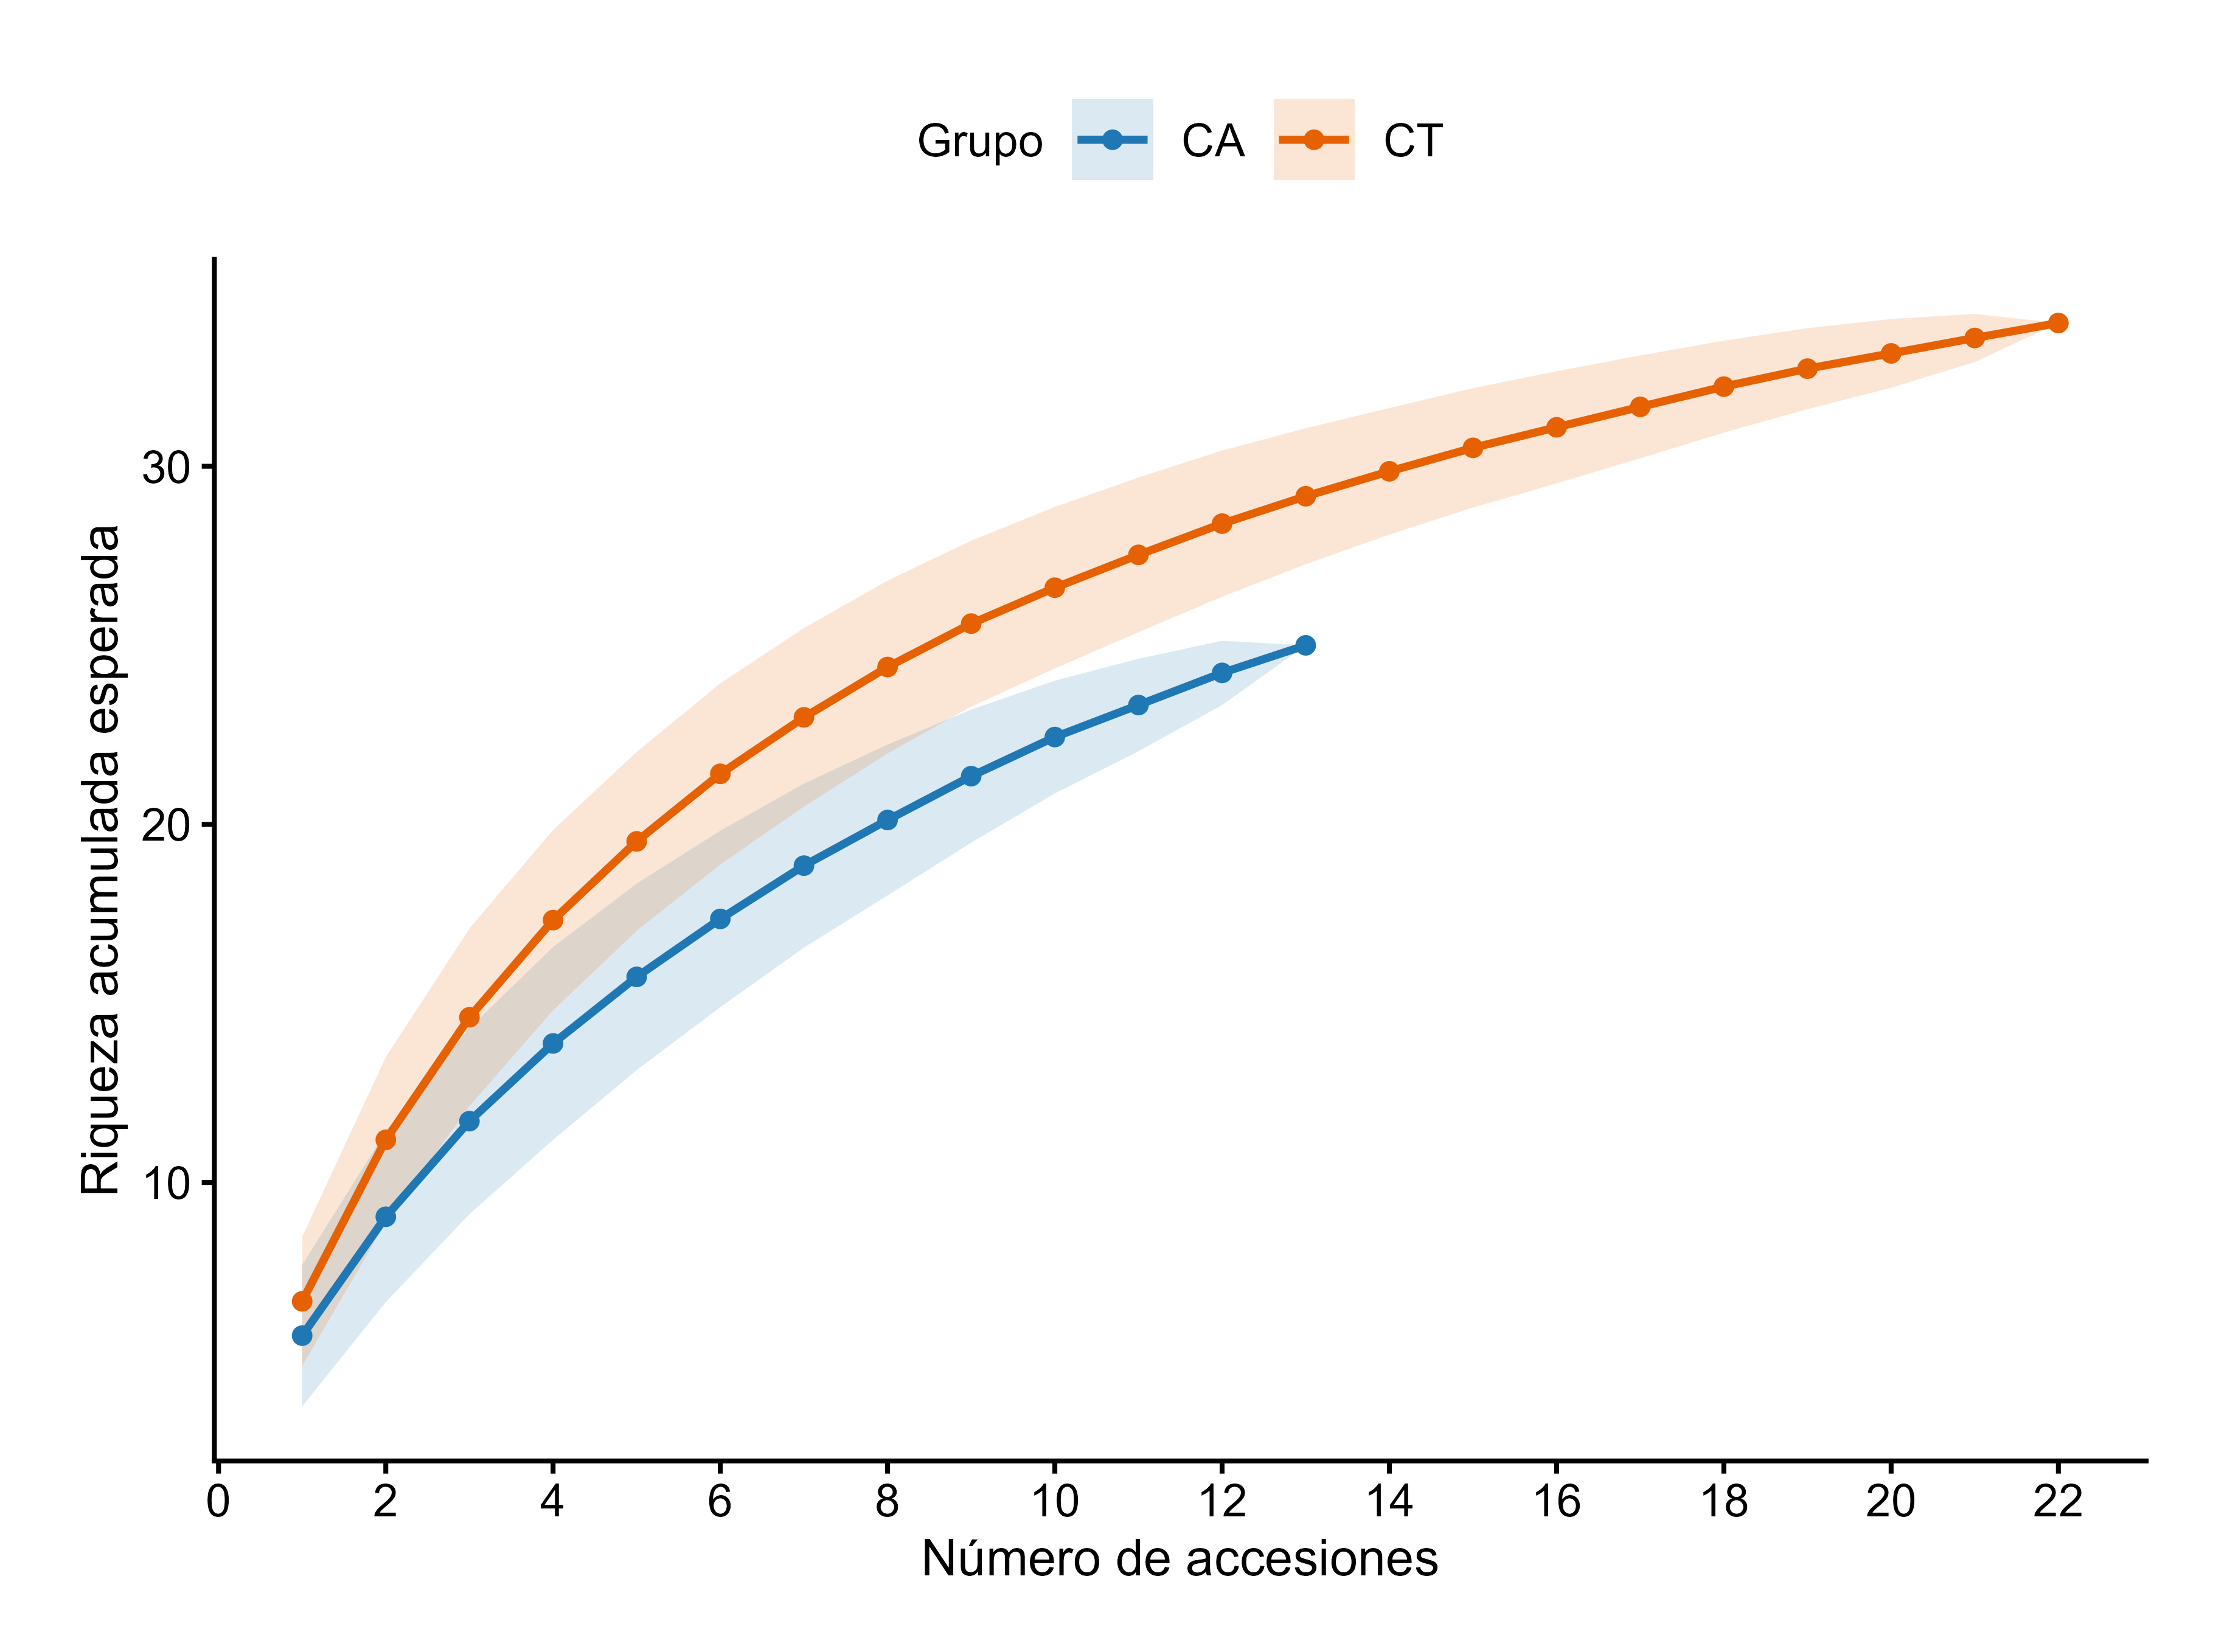 Grupo CA CT
Riqueza acumulada esperada
30
20
10
0 2 4 6 8 10 12 14 16 18 20 22
Número de accesiones